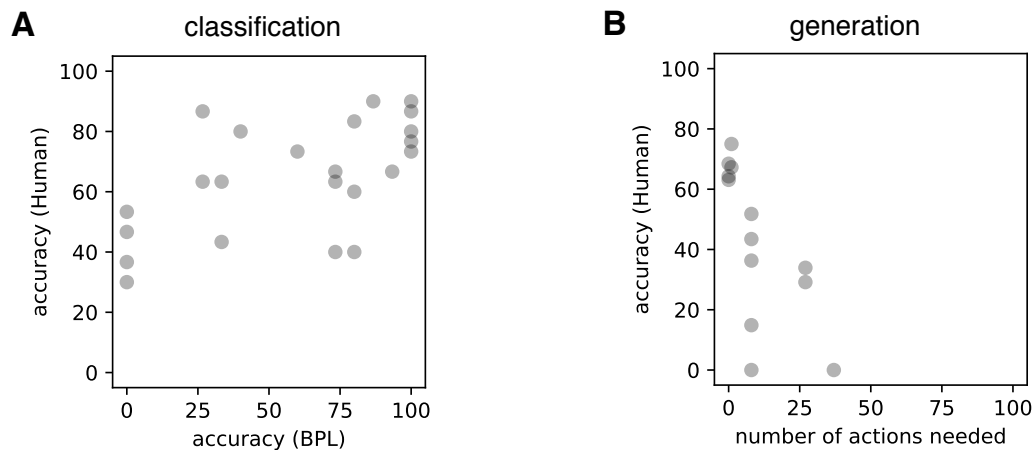 A
classification
100
80
60
40
20
0
accuracy (Human)
0 25 50 75 100
accuracy (BPL)
B
generation
100
80
60
40
20
0
accuracy (Human)
0 25 50 75 100
number of actions needed